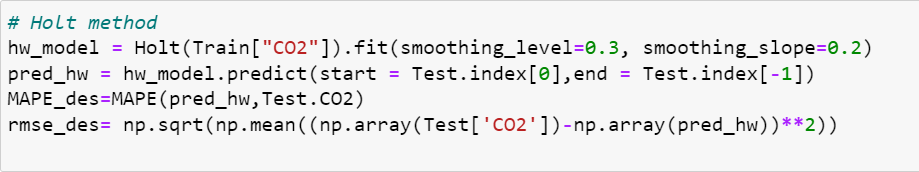 # Holt method
hw_model = Holt(Train["CO2"]).fit(smoothing_level=0.3, smoothing_slope=0.2)
pred_hw = hw_model.predict(start = Test.index[0],end = Test.index[-1])
MAPE_des=MAPE(pred_hw,Test.CO2)
rmse_des= np.sqrt(np.mean((np.array(Test['CO2'])-np.array(pred_hw))**2))